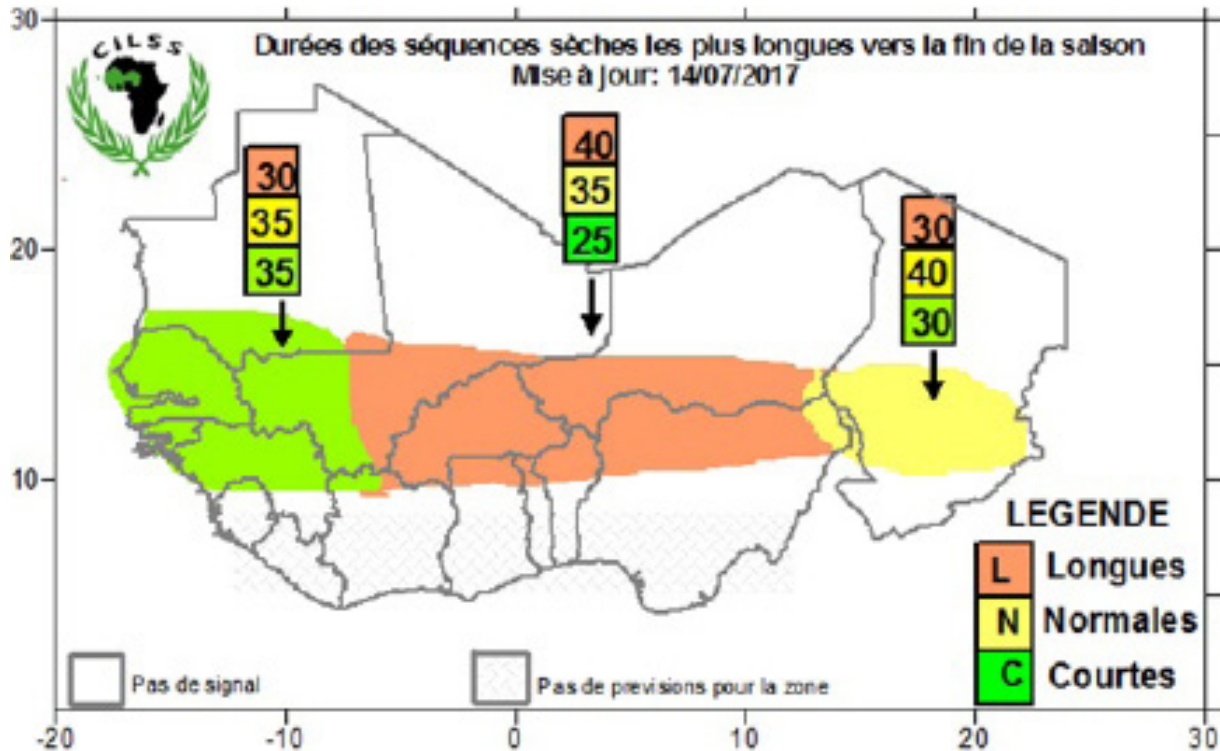 CILSS
Durées des séquences sèches les plus longues vers la fin de la saison
Mise à jour: 14/07/2017
30
20
10
30
35
35
40
35
25
30
40
30
LEGENDE
L Longues
N Normales
C Courtes
Pas de signal
Pas de previsions pour la zone
-20 -10 0 10 20 30